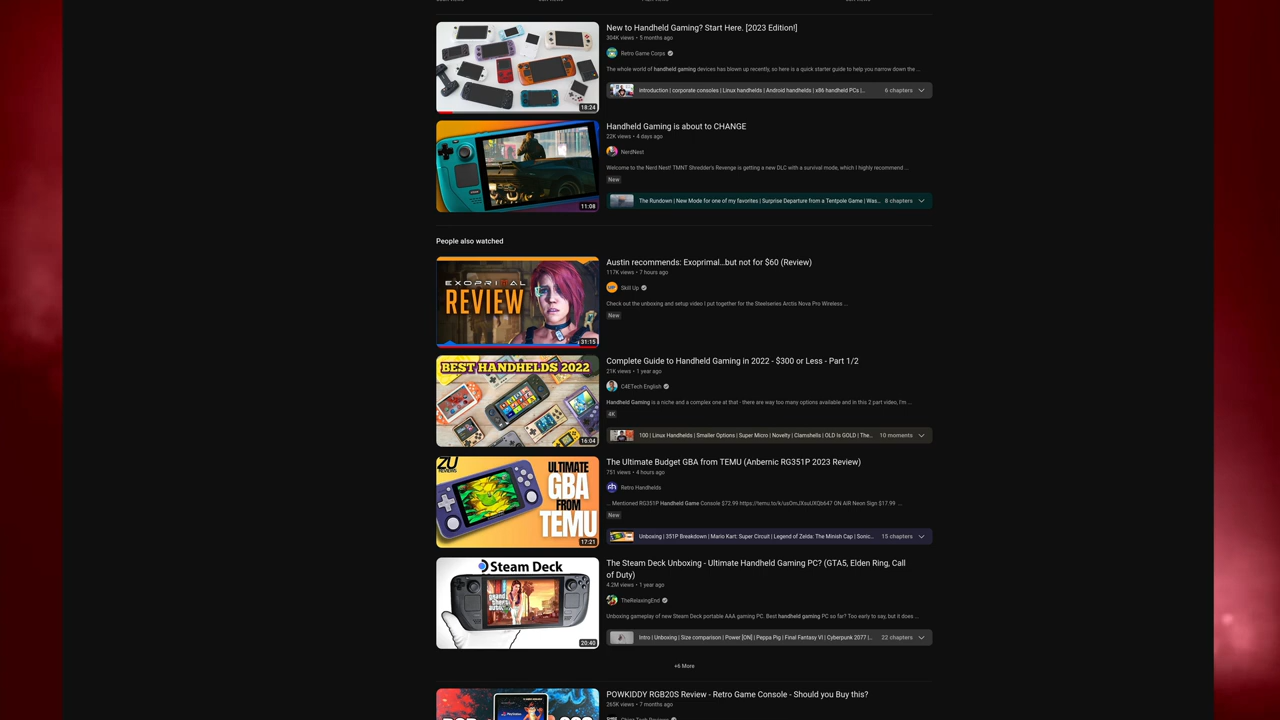 New to Handheld Gaming? Start Here. [2023 Edition!]
304K views • 5 months ago
Retro Game Corps
The whole world of handheld gaming devices has blown up recently, so here is a quick starter guide to help you narrow down the ...
introduction | corporate consoles | Linux handhelds | Android handhelds | x86 handheld PCs |...
6 chapters
18:24
Handheld Gaming is about to CHANGE
22K views • 4 days ago
NerdNest
Welcome to the Nerd Nest! TMNT Shredder's Revenge is getting a new DLC with a survival mode, which I highly recommend ...
New
The Rundown | New Mode for one of my favorites | Surprise Departure from a Tentpole Game | Was...
8 chapters
11:08
People also watched
EXOPRIMAL
REVIEW
31:15
Austin recommends: Exoprimal...but not for $60 (Review)
117K views • 7 hours ago
Skill Up
Check out the unboxing and setup video I put together for the Steelseries Arctis Nova Pro Wireless ...
New
BEST HANDHELDS 2022
16:04
Complete Guide to Handheld Gaming in 2022 - $300 or Less - Part 1/2
21K views • 1 year ago
C4ETech English
Handheld Gaming is a niche and a complex one at that - there are way too many options available and in this 2 part video, I'm ...
4K
100 | Linux Handhelds | Smaller Options | Super Micro | Novelty | Clamshells | OLD Is GOLD | The...
10 moments
ZU
REVIEWS
ULTIMATE
GBA
FROM
TEMU
17:21
The Ultimate Budget GBA from TEMU (Anbernic RG351P 2023 Review)
751 views • 4 hours ago
Retro Handhelds
... Mentioned RG351P Handheld Game Console $72.99 ON AIR Neon Sign $17.99 ...
New
Unboxing | 351P Breakdown | Mario Kart: Super Circuit | Legend of Zelda: The Minish Cap | Sonic...
15 chapters
Steam Deck
grand
theft
auto
20:40
The Steam Deck Unboxing - Ultimate Handheld Gaming PC? (GTA5, Elden Ring, Call
of Duty)
4.2M views • 1 year ago
TheRelaxingEnd
Unboxing gameplay of new Steam Deck portable AAA gaming PC. Best handheld gaming PC so far? Too early to say, but it does ...
Intro | Unboxing | Size comparison | Power [ON] | Peppa Pig | Final Fantasy VI | Cyberpunk 2077 |...
22 chapters
+6 More
POWKIDDY RGB20S Review - Retro Game Console - Should you Buy this?
265K views • 7 months ago